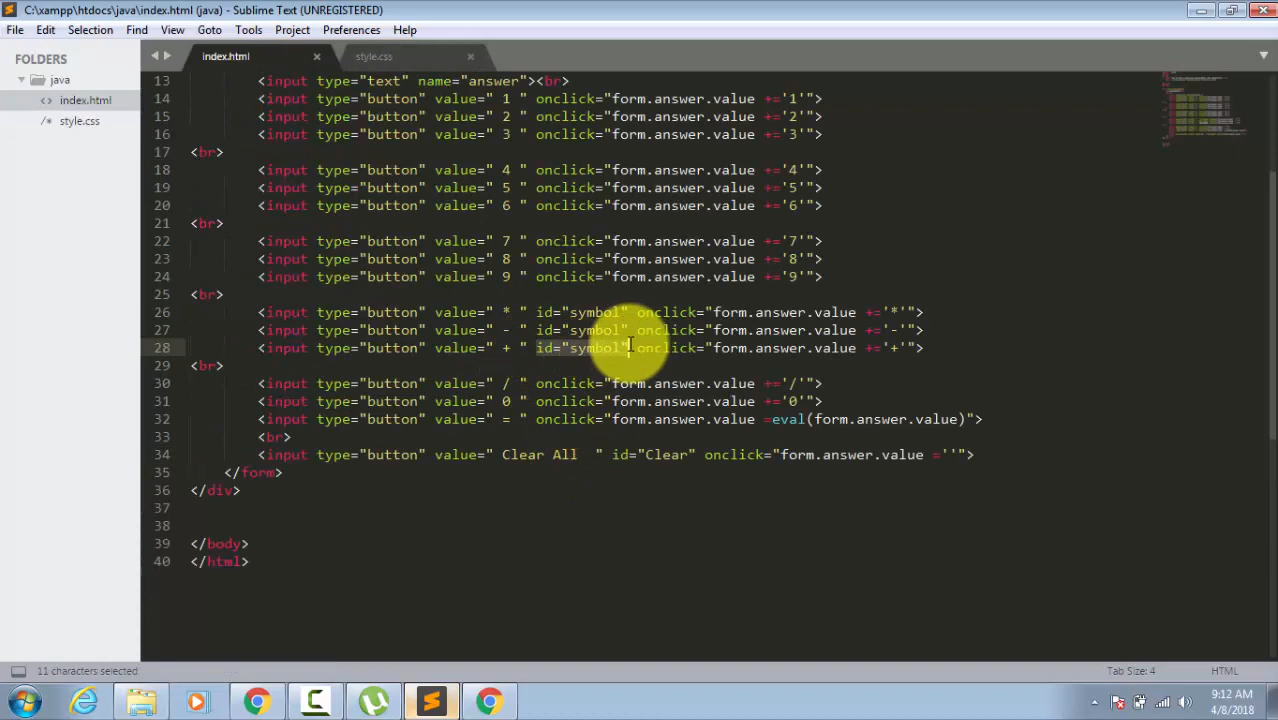 C:\xampp\htdocs\java\index.html (java) - Sublime Text (UNREGISTERED)
File Edit Selection Find View Goto Tools Project Preferences Help
FOLDERS
java
<> index.html
/* style.css
index.html × style.css ×
13 <input type="text" name="answer"><br>
14 <input type="button" value=" 1 " onclick="form.answer.value +='1'">
15 <input type="button" value=" 2 " onclick="form.answer.value +='2'">
16 <input type="button" value=" 3 " onclick="form.answer.value +='3'">
17 <br>
18 <input type="button" value=" 4 " onclick="form.answer.value +='4'">
19 <input type="button" value=" 5 " onclick="form.answer.value +='5'">
20 <input type="button" value=" 6 " onclick="form.answer.value +='6'">
21 <br>
22 <input type="button" value=" 7 " onclick="form.answer.value +='7'">
23 <input type="button" value=" 8 " onclick="form.answer.value +='8'">
24 <input type="button" value=" 9 " onclick="form.answer.value +='9'">
25 <br>
26 <input type="button" value=" * " id="symbol" onclick="form.answer.value +='*'">
27 <input type="button" value=" - " id="symbol" onclick="form.answer.value +='-'">
28 <input type="button" value=" + " id="symbol" onclick="form.answer.value +='+'">
29 <br>
30 <input type="button" value=" / " onclick="form.answer.value +='/'">
31 <input type="button" value=" 0 " onclick="form.answer.value +='0'">
32 <input type="button" value=" = " onclick="form.answer.value =eval(form.answer.value)">
33 <br>
34 <input type="button" value=" Clear All  " id="Clear" onclick="form.answer.value =''">
35 </form>
36 </div>
37
38
39 </body>
40 </html>
11 characters selected
Tab Size: 4
HTML
9:12 AM
4/8/2018